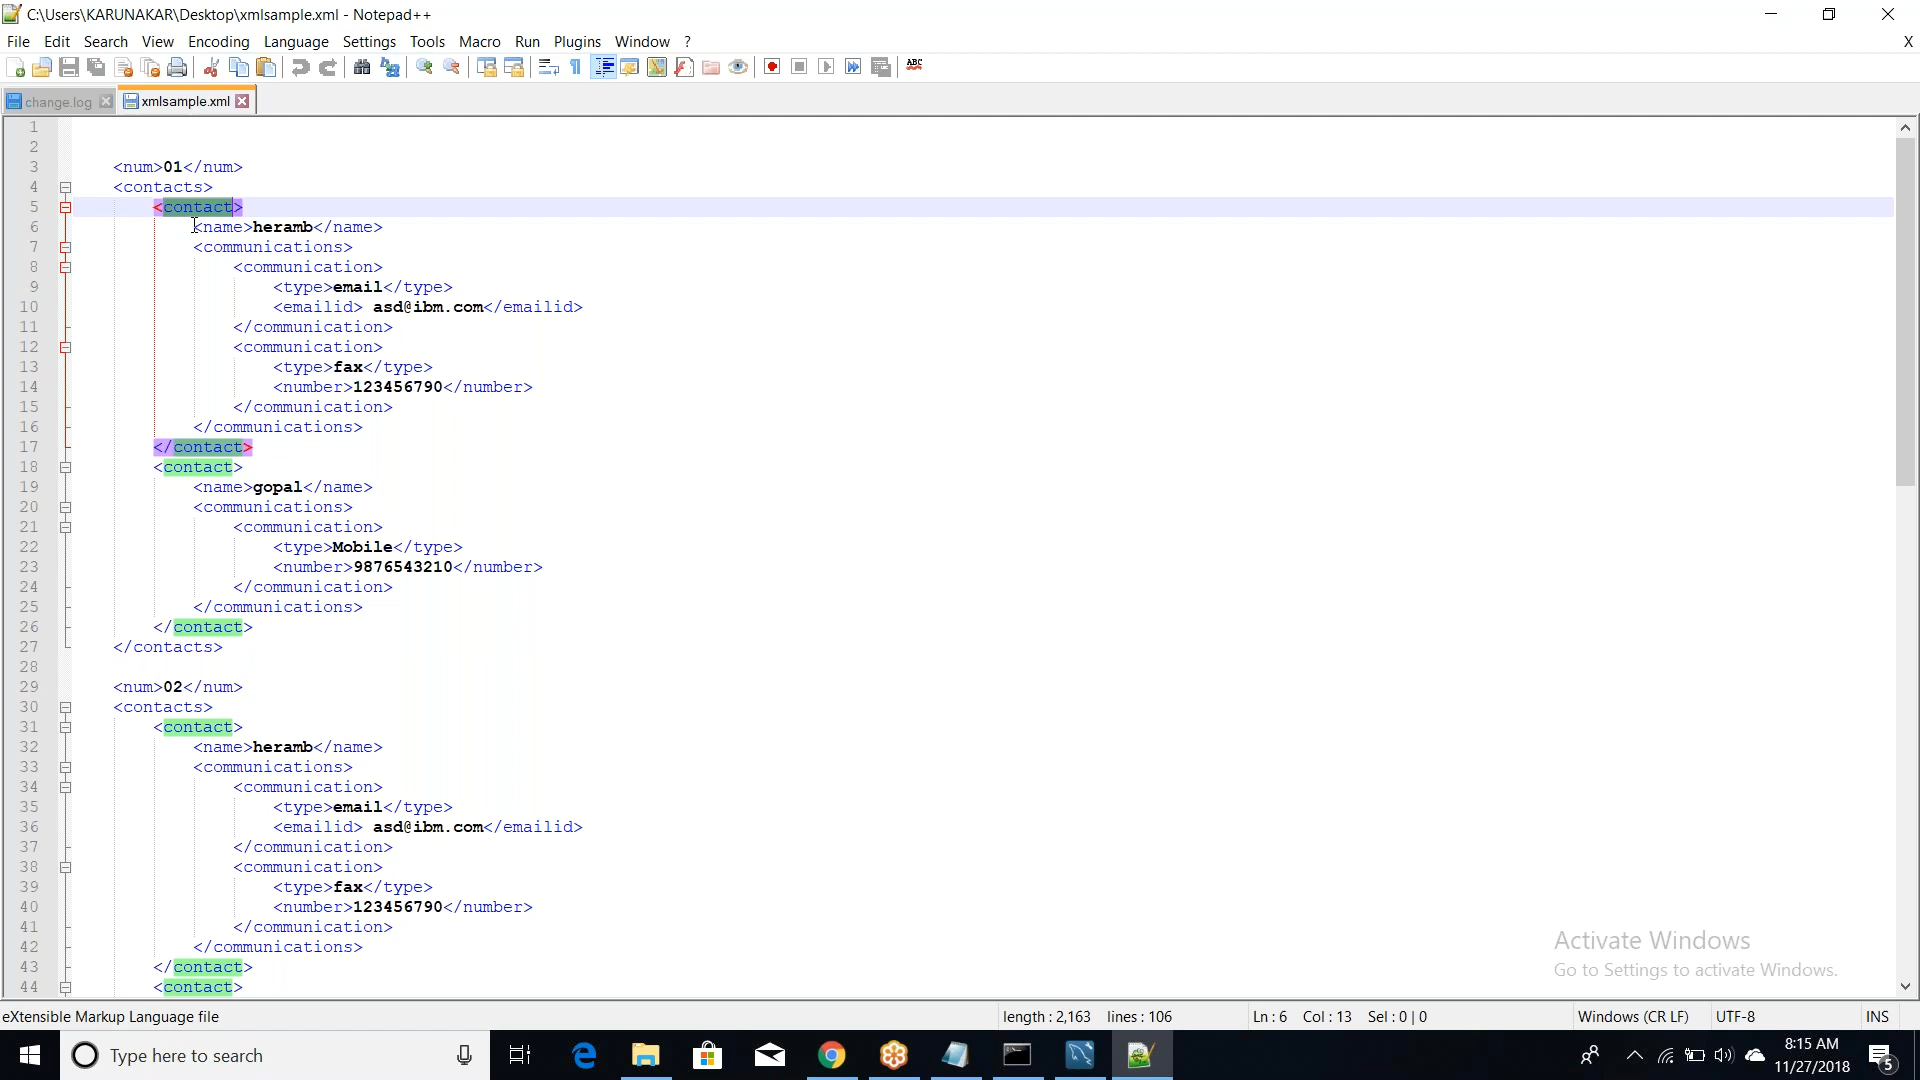 C:\Users\KARUNAKAR\Desktop\xmlsample.xml - Notepad++
File Edit Search View Encoding Language Settings Tools Macro Run Plugins Window ? X
ABC
change.log xmlsample.xml
1
2
3 <num>01</num>
4 <contacts>
5 <contact>
6 <name>heramb</name>
7 <communications>
8 <communication>
9 <type>email</type>
10 <emailid> asd@ibm.com</emailid>
11 </communication>
12 <communication>
13 <type>fax</type>
14 <number>123456790</number>
15 </communication>
16 </communications>
17 </contact>
18 <contact>
19 <name>gopal</name>
20 <communications>
21 <communication>
22 <type>Mobile</type>
23 <number>9876543210</number>
24 </communication>
25 </communications>
26 </contact>
27 </contacts>
28
29 <num>02</num>
30 <contacts>
31 <contact>
32 <name>heramb</name>
33 <communications>
34 <communication>
35 <type>email</type>
36 <emailid> asd@ibm.com</emailid>
37 </communication>
38 <communication>
39 <type>fax</type>
40 <number>123456790</number>
41 </communication>
42 </communications>
43 </contact>
44 <contact>
Activate Windows
Go to Settings to activate Windows.
eXtensible Markup Language file length : 2,163 lines : 106 Ln : 6 Col : 13 Sel : 0 | 0 Windows (CR LF) UTF-8 INS
Type here to search
8:15 AM
11/27/2018
5